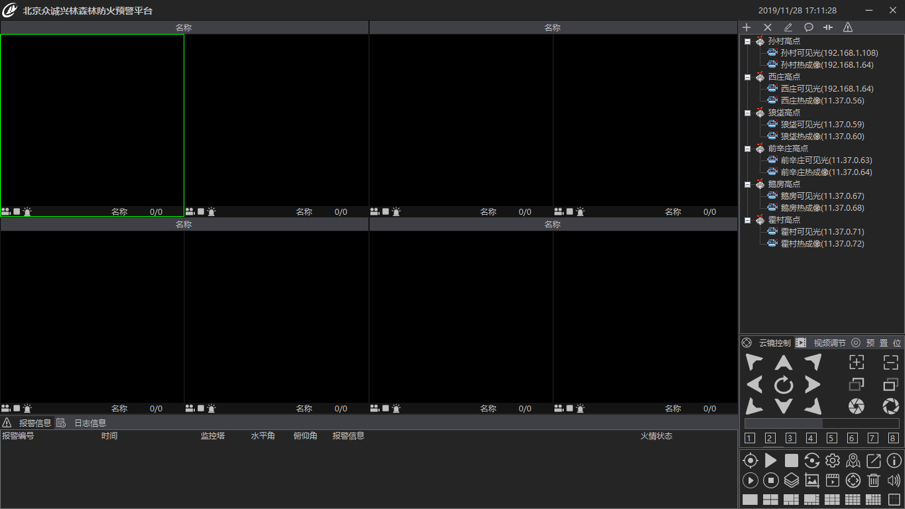 北京众诚兴林森林防火预警平台
2019/11/28 17:11:28
名称
名称
孙村高点
孙村可见光(192.168.1.108)
孙村热成像(192.168.1.64)
西庄高点
西庄可见光(192.168.1.64)
西庄热成像(11.37.0.56)
狼垡高点
狼垡可见光(11.37.0.59)
狼垡热成像(11.37.0.60)
前辛庄高点
前辛庄可见光(11.37.0.63)
前辛庄热成像(11.37.0.64)
高点
可见光(11.37.0.67)
热成像(11.37.0.68)
霍村高点
霍村可见光(11.37.0.71)
霍村热成像(11.37.0.72)
名称 0/0
名称 0/0
名称 0/0
名称 0/0
名称
名称
名称 0/0
名称 0/0
名称 0/0
名称 0/0
云镜控制 视频调节 预置位
1 2 3 4 5 6 7 8
报警信息 日志信息
报警编号 时间 监控塔 水平角 俯仰角 报警信息 火情状态